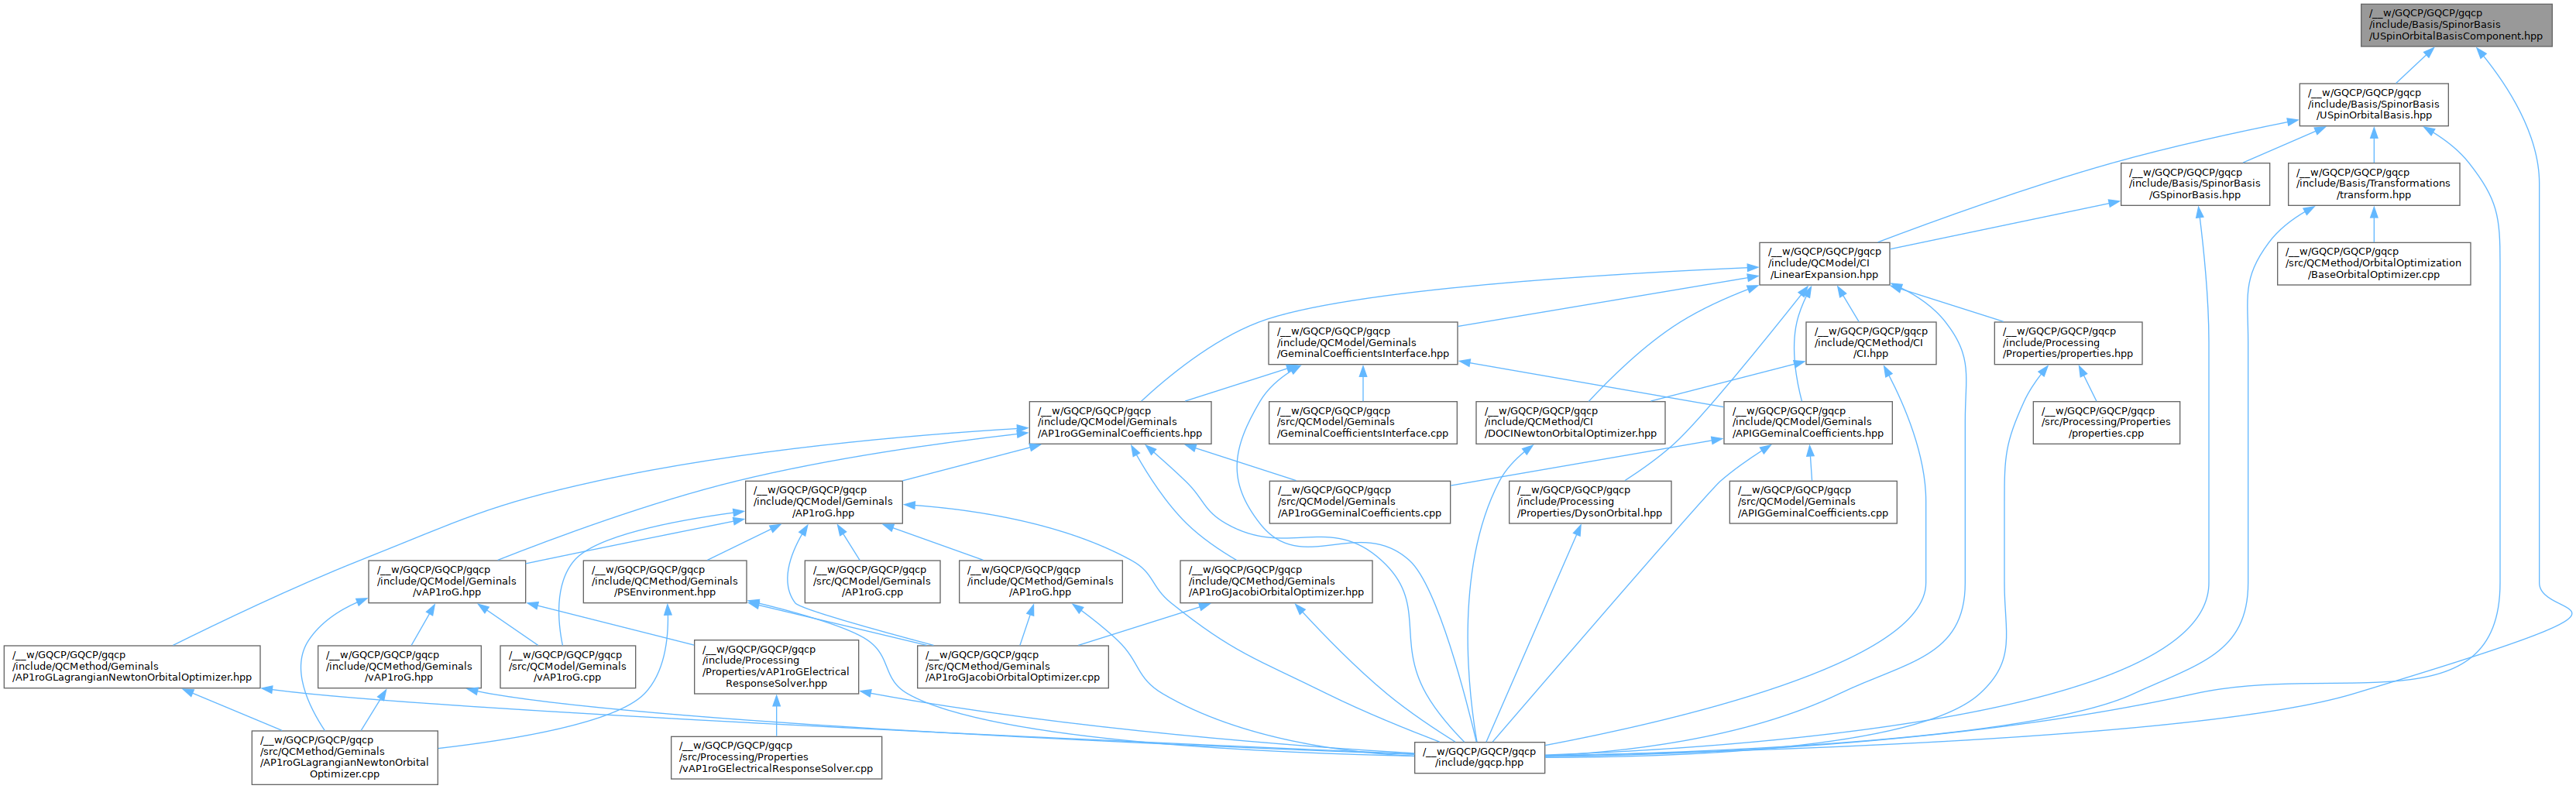 /__w/GQCP/GQCP/gqcp
/include/Basis/SpinorBasis
/USpinOrbitalBasisComponent.hpp
/__w/GQCP/GQCP/gqcp
/include/Basis/SpinorBasis
/USpinOrbitalBasis.hpp
/__w/GQCP/GQCP/gqcp
/include/Basis/SpinorBasis
/GSpinorBasis.hpp
/__w/GQCP/GQCP/gqcp
/include/Basis/Transformations
/transform.hpp
/__w/GQCP/GQCP/gqcp
/include/QCModel/CI
/LinearExpansion.hpp
/__w/GQCP/GQCP/gqcp
/src/QCMethod/OrbitalOptimization
/BaseOrbitalOptimizer.cpp
/__w/GQCP/GQCP/gqcp
/include/QCModel/Geminals
/GeminalCoefficientsInterface.hpp
/__w/GQCP/GQCP/gqcp
/include/QCMethod/CI
/CI.hpp
/__w/GQCP/GQCP/gqcp
/include/Processing
/Properties/properties.hpp
/__w/GQCP/GQCP/gqcp
/include/QCModel/Geminals
/AP1roGGeminalCoefficients.hpp
/__w/GQCP/GQCP/gqcp
/src/QCModel/Geminals
/GeminalCoefficientsInterface.cpp
/__w/GQCP/GQCP/gqcp
/include/QCMethod/CI
/DOCINewtonOrbitalOptimizer.hpp
/__w/GQCP/GQCP/gqcp
/include/QCModel/Geminals
/APIGGeminalCoefficients.hpp
/__w/GQCP/GQCP/gqcp
/src/Processing/Properties
/properties.cpp
/__w/GQCP/GQCP/gqcp
/include/QCModel/Geminals
/AP1roG.hpp
/__w/GQCP/GQCP/gqcp
/src/QCModel/Geminals
/AP1roGGeminalCoefficients.cpp
/__w/GQCP/GQCP/gqcp
/include/Processing
/Properties/DysonOrbital.hpp
/__w/GQCP/GQCP/gqcp
/src/QCModel/Geminals
/APIGGeminalCoefficients.cpp
/__w/GQCP/GQCP/gqcp
/include/QCModel/Geminals
/vAP1roG.hpp
/__w/GQCP/GQCP/gqcp
/include/QCMethod/Geminals
/PSEnvironment.hpp
/__w/GQCP/GQCP/gqcp
/src/QCModel/Geminals
/AP1roG.cpp
/__w/GQCP/GQCP/gqcp
/include/QCMethod/Geminals
/AP1roG.hpp
/__w/GQCP/GQCP/gqcp
/include/QCMethod/Geminals
/AP1roGJacobiOrbitalOptimizer.hpp
/__w/GQCP/GQCP/gqcp
/include/QCMethod/Geminals
/AP1roGLagrangianNewtonOrbitalOptimizer.hpp
/__w/GQCP/GQCP/gqcp
/include/QCMethod/Geminals
/vAP1roG.hpp
/__w/GQCP/GQCP/gqcp
/src/QCModel/Geminals
/vAP1roG.cpp
/__w/GQCP/GQCP/gqcp
/include/Processing
/Properties/vAP1roGElectrical
ResponseSolver.hpp
/__w/GQCP/GQCP/gqcp
/src/QCMethod/Geminals
/AP1roGJacobiOrbitalOptimizer.cpp
/__w/GQCP/GQCP/gqcp
/src/QCMethod/Geminals
/AP1roGLagrangianNewtonOrbital
Optimizer.cpp
/__w/GQCP/GQCP/gqcp
/src/Processing/Properties
/vAP1roGElectricalResponseSolver.cpp
/__w/GQCP/GQCP/gqcp
/include/gqcp.hpp